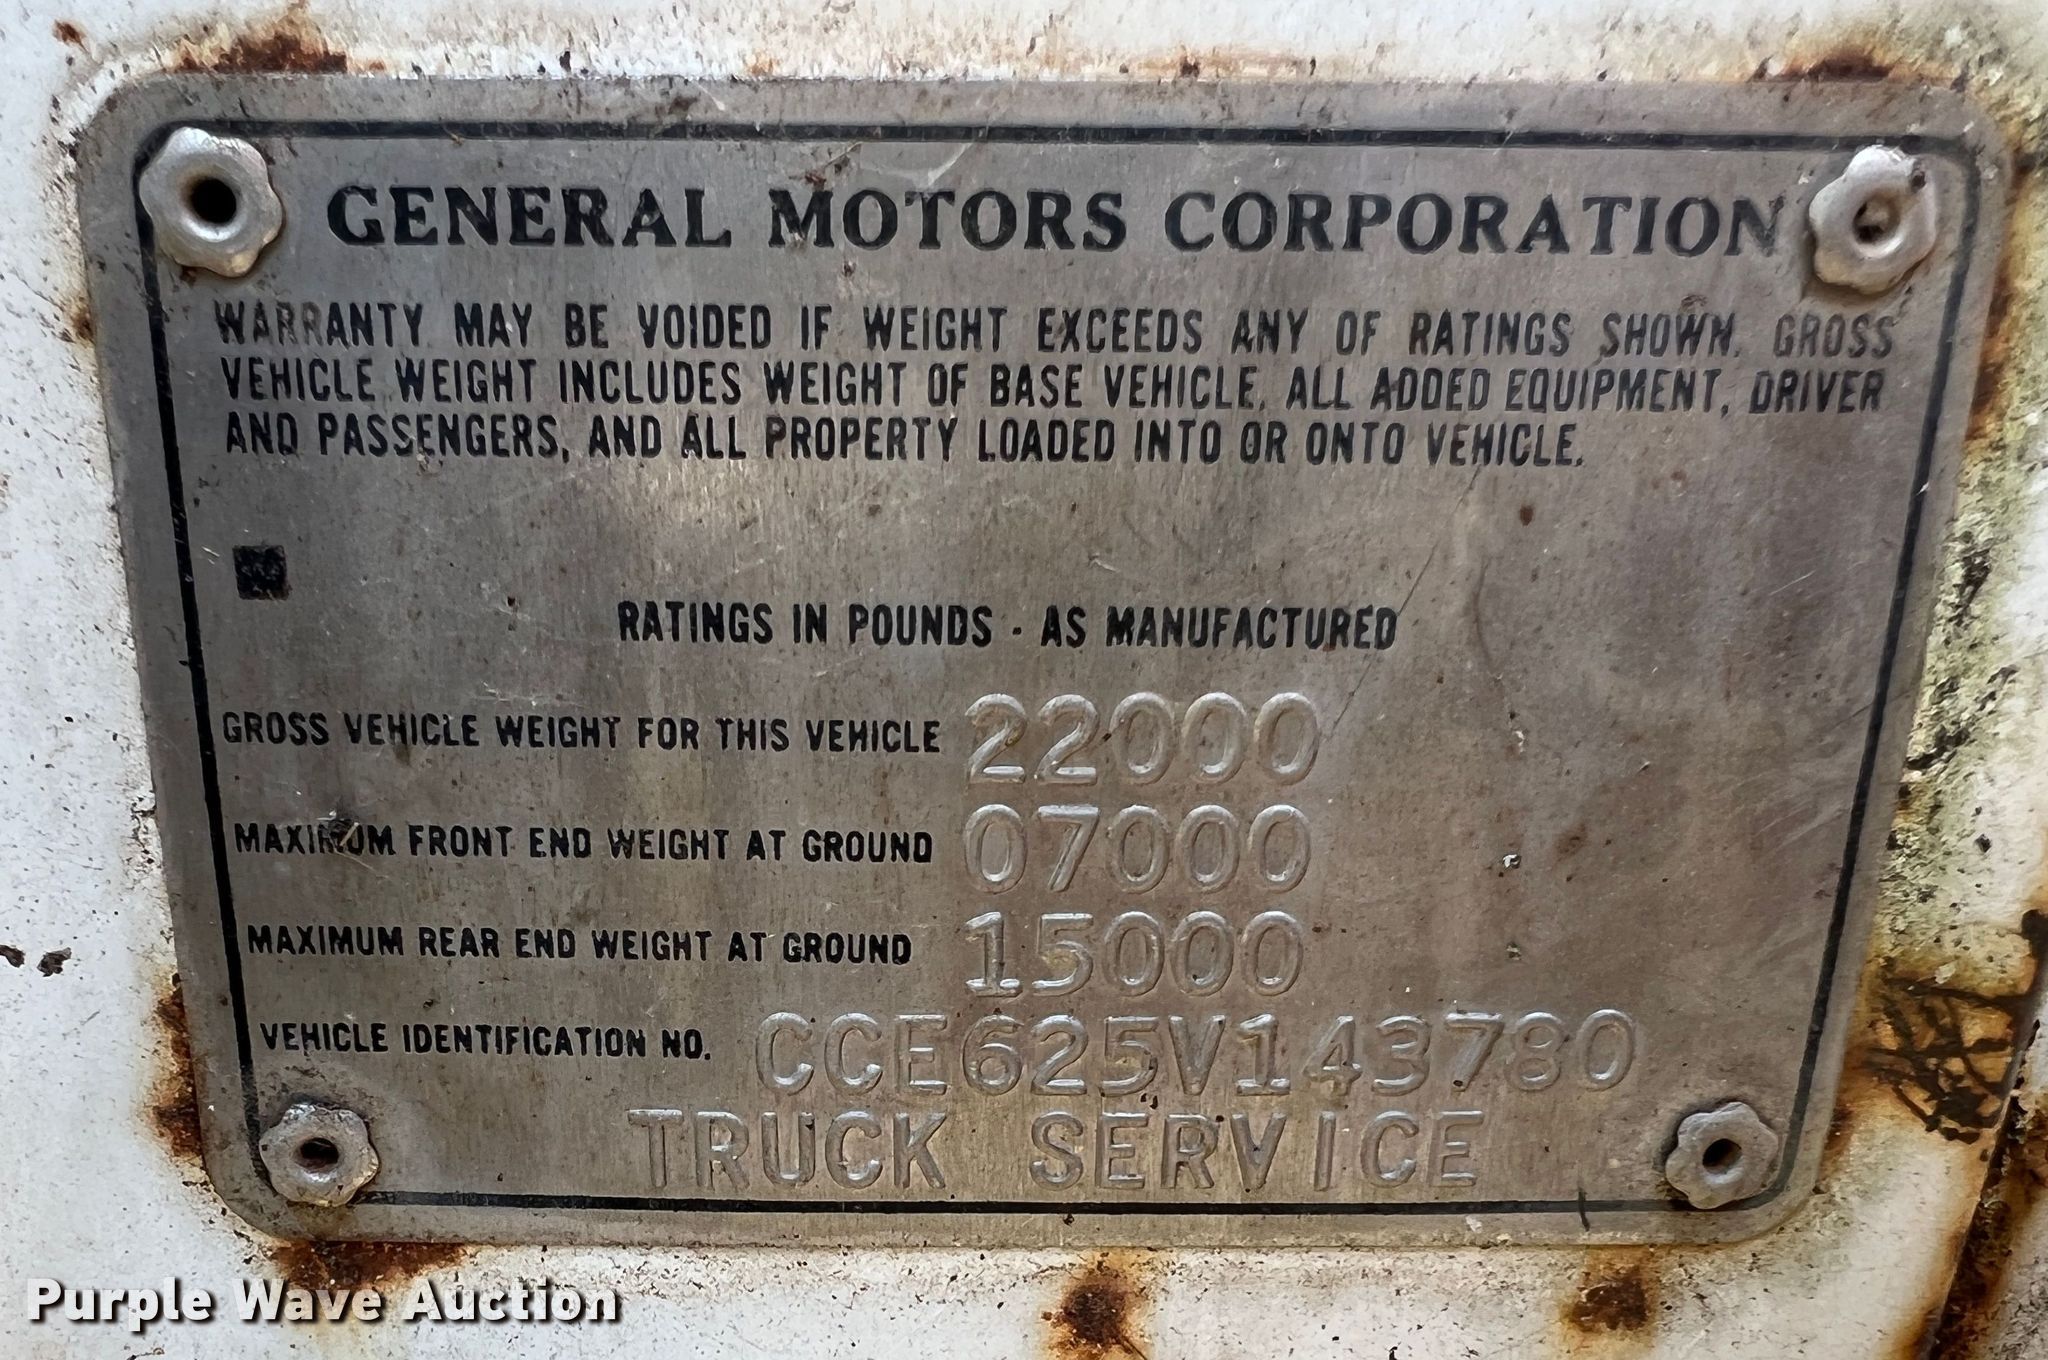 GENERAL MOTORS CORPORATION
WARRANTY MAY BE VOIDED IF WEIGHT EXCEEDS ANY OF RATINGS SHOWN. GROSS
VEHICLE WEIGHT INCLUDES WEIGHT OF BASE VEHICLE, ALL ADDED EQUIPMENT, DRIVER
AND PASSENGERS, AND ALL PROPERTY LOADED INTO OR ONTO VEHICLE.
RATINGS IN POUNDS - AS MANUFACTURED
GROSS VEHICLE WEIGHT FOR THIS VEHICLE 22000
MAXIMUM FRONT END WEIGHT AT GROUND 07000
MAXIMUM REAR END WEIGHT AT GROUND 15000
VEHICLE IDENTIFICATION NO. CCE625V143780
TRUCK SERVICE
Purple Wave Auction